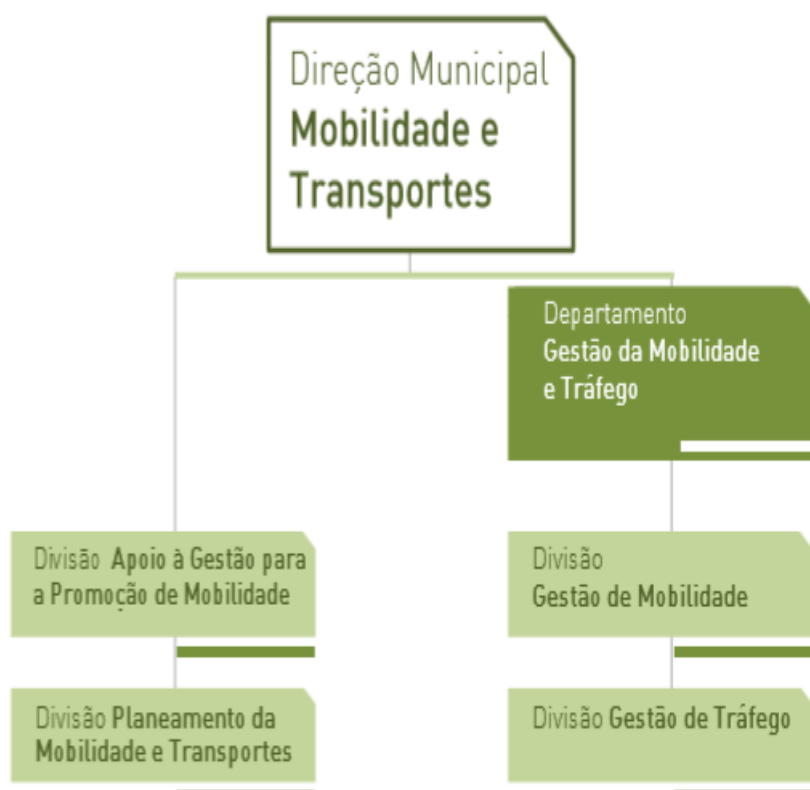 Direção Municipal
Mobilidade e
Transportes
Departamento
Gestão da Mobilidade
e Tráfego
Divisão Apoio à Gestão para
a Promoção de Mobilidade
Divisão
Gestão de Mobilidade
Divisão Planeamento da
Mobilidade e Transportes
Divisão Gestão de Tráfego